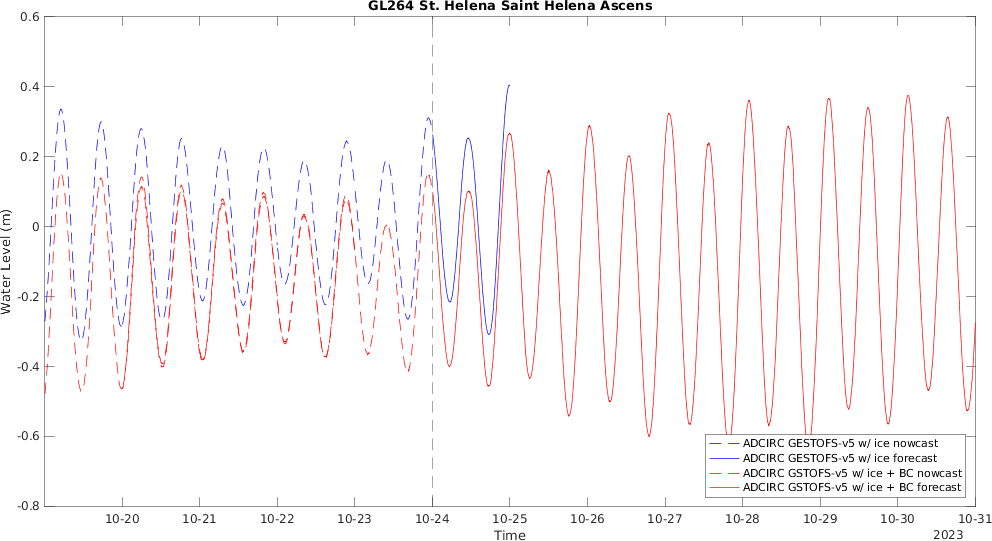 GL264 St. Helena Saint Helena Ascens
0.6
0.4
0.2
0
-0.2
-0.4
-0.6
-0.8
Water Level (m)
ADCIRC GESTOFS-v5 w/ ice nowcast
ADCIRC GESTOFS-v5 w/ ice forecast
ADCIRC GSTOFS-v5 w/ ice + BC nowcast
ADCIRC GSTOFS-v5 w/ ice + BC forecast
10-20 10-21 10-22 10-23 10-24 10-25 10-26 10-27 10-28 10-29 10-30 10-31
Time
2023